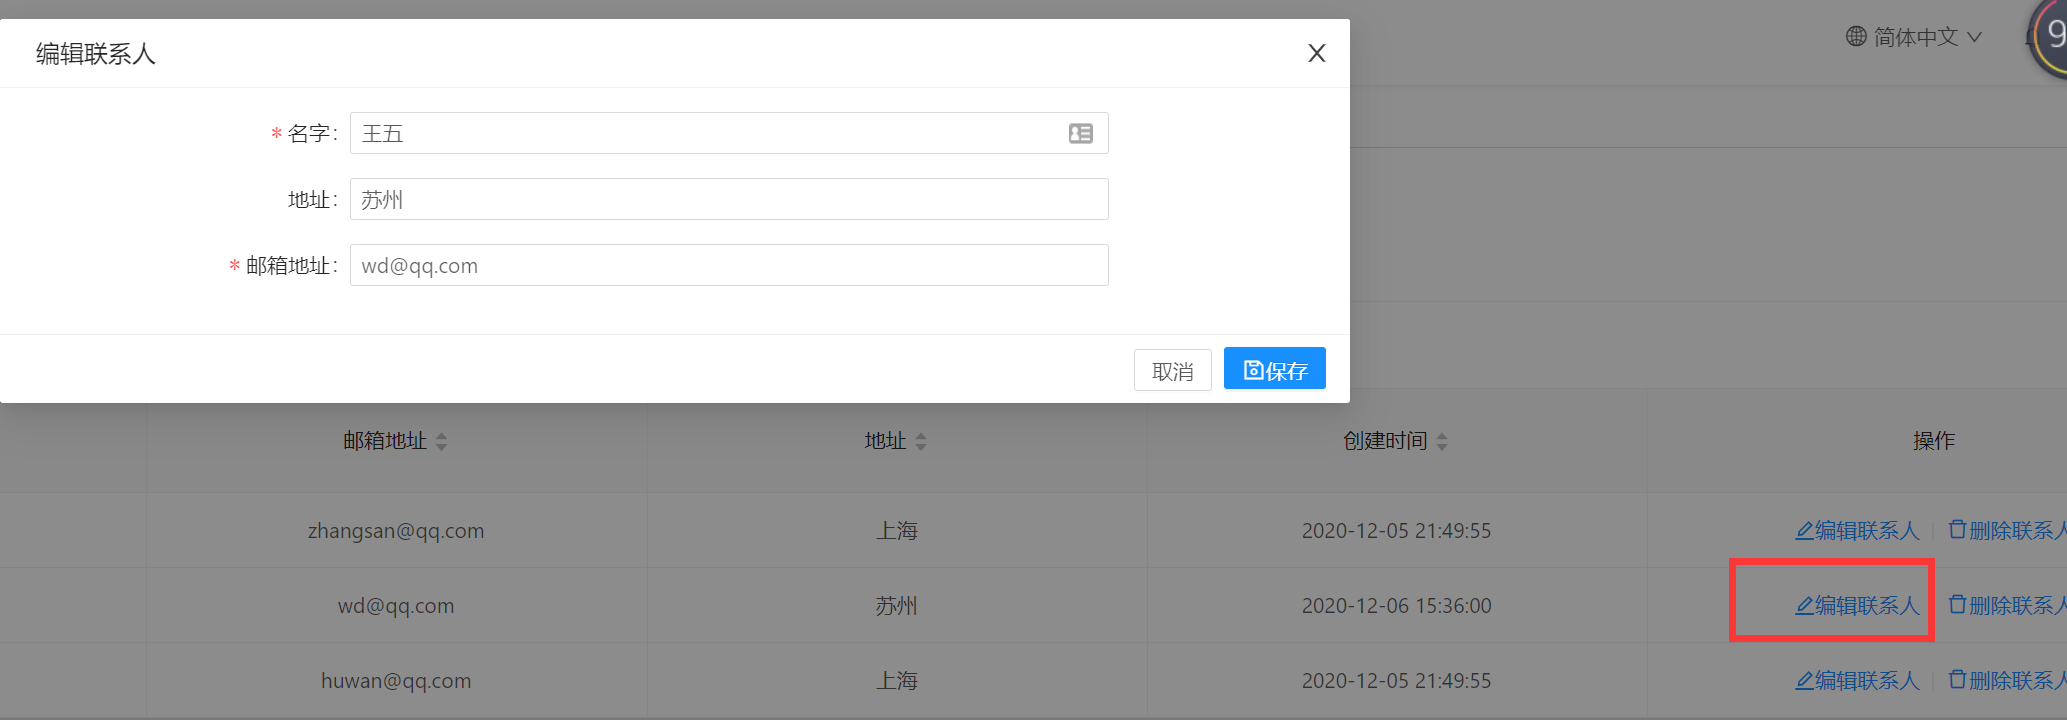 编辑联系人
简体中文
9
* 名字: 王五
地址: 苏州
* 邮箱地址: wd@qq.com
取消 保存
邮箱地址 地址 创建时间 操作
zhangsan@qq.com 上海 2020-12-05 21:49:55 编辑联系人 删除联系人
wd@qq.com 苏州 2020-12-06 15:36:00 编辑联系人 删除联系人
huwan@qq.com 上海 2020-12-05 21:49:55 编辑联系人 删除联系人